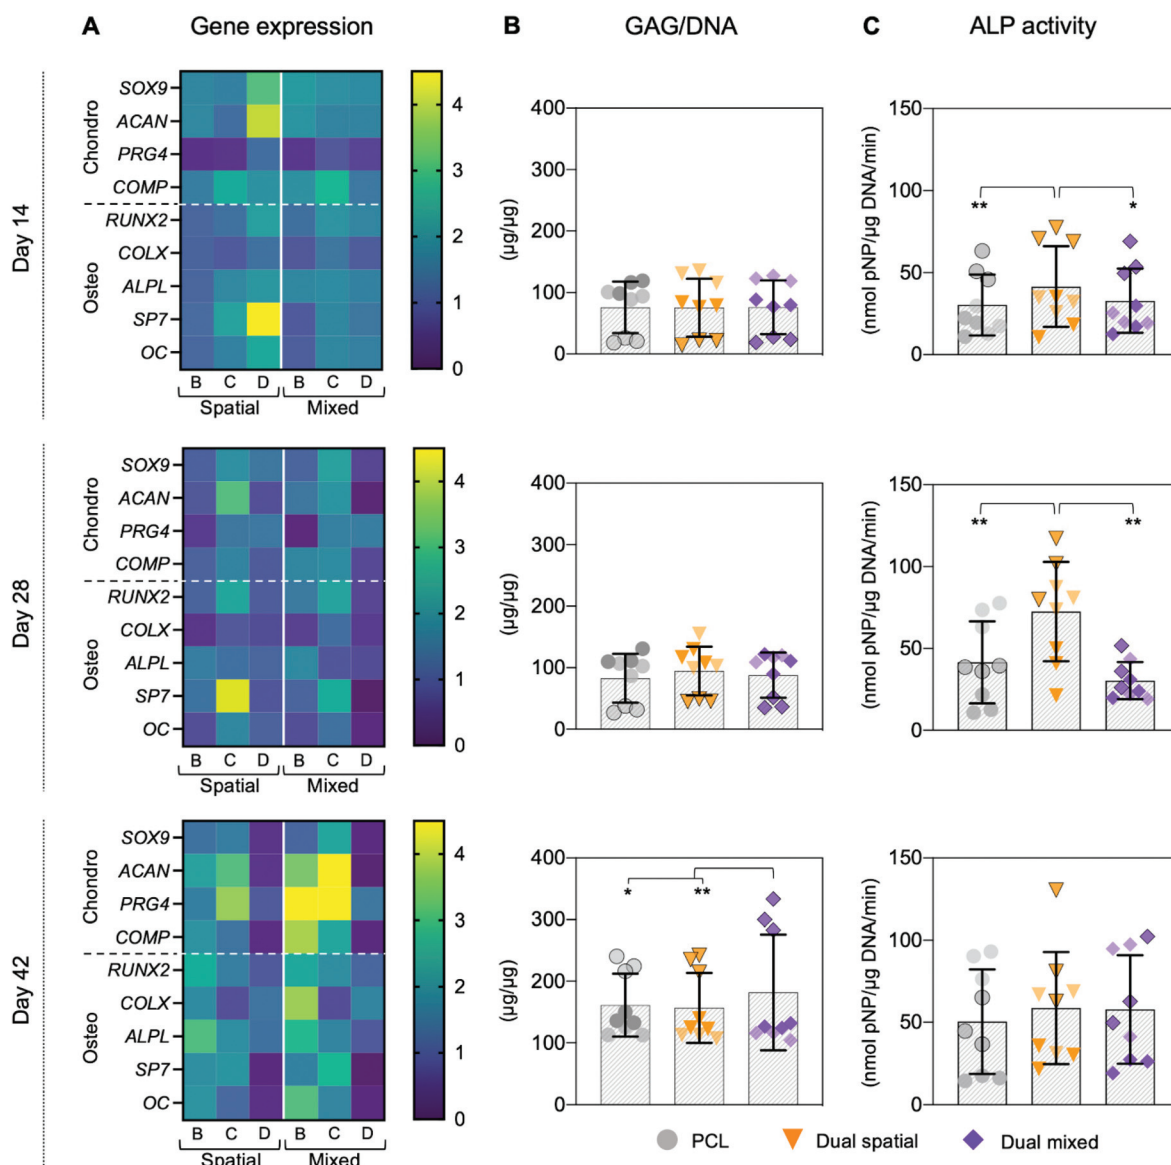 A Gene expression B GAG/DNA C ALP activity
Day 14
Chondro
Osteo
SOX9
ACAN
PRG4
COMP
RUNX2
COLX
ALPL
SP7
OC
B C D B C D
Spatial Mixed
4
3
2
1
0
(µg/µg)
400
300
200
100
0
(nmol pNP/µg DNA/min)
150
100
50
0
** *
Day 28
Chondro
Osteo
SOX9
ACAN
PRG4
COMP
RUNX2
COLX
ALPL
SP7
OC
B C D B C D
Spatial Mixed
4
3
2
1
0
(µg/µg)
400
300
200
100
0
(nmol pNP/µg DNA/min)
150
100
50
0
** **
Day 42
Chondro
Osteo
SOX9
ACAN
PRG4
COMP
RUNX2
COLX
ALPL
SP7
OC
B C D B C D
Spatial Mixed
4
3
2
1
0
(µg/µg)
400
300
200
100
0
* **
(nmol pNP/µg DNA/min)
150
100
50
0
PCL Dual spatial Dual mixed